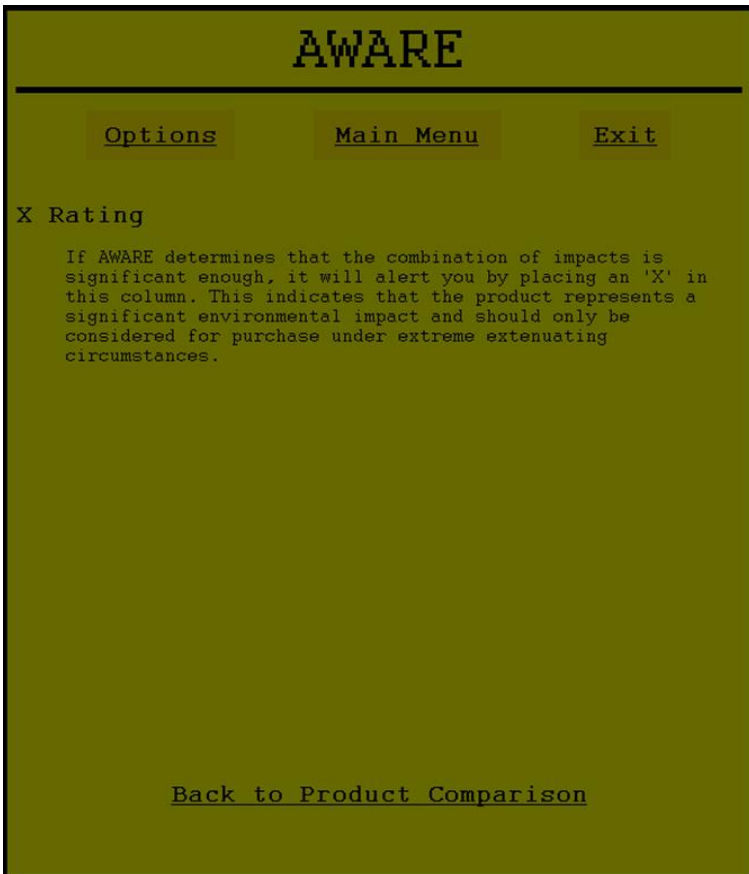 AWARE
Options Main Menu Exit
X Rating
If AWARE determines that the combination of impacts is
significant enough, it will alert you by placing an 'X' in
this column. This indicates that the product represents a
significant environmental impact and should only be
considered for purchase under extreme extenuating
circumstances.
Back to Product Comparison